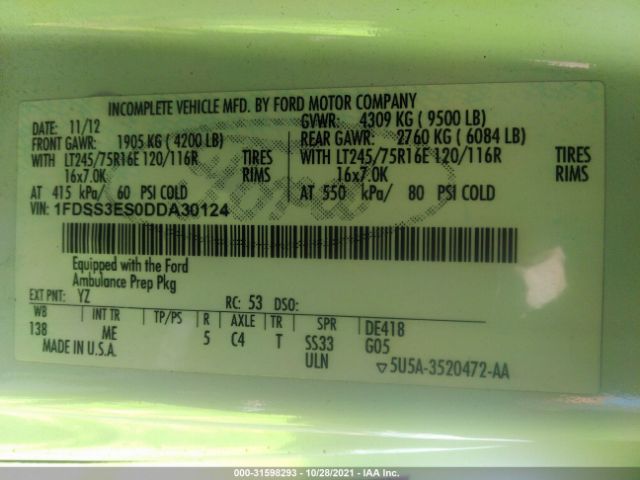 INCOMPLETE VEHICLE MFD. BY FORD MOTOR COMPANY
DATE: 11/12 GVWR: 4309 KG ( 9500 LB)
FRONT GAWR: 1905 KG ( 4200 LB) REAR GAWR: 2760 KG ( 6084 LB)
WITH LT245/75R16E 120/116R TIRES WITH LT245/75R16E 120/116R TIRES
16x7.0K RIMS 16x7.0K RIMS
AT 415 kPa/ 60 PSI COLD AT 550 kPa/ 80 PSI COLD
VIN: 1FDSS3ES0DDA30124
Ford
Equipped with the Ford
Ambulance Prep Pkg
EXT PNT: YZ RC: 53 DSO:
WB INT TR TP/PS R AXLE TR SPR DE418
138 ME 5 C4 T SS33 G05
MADE IN U.S.A. ULN ▽5U5A-3520472-AA
000-31598293 - 10/28/2021 - IAA Inc.